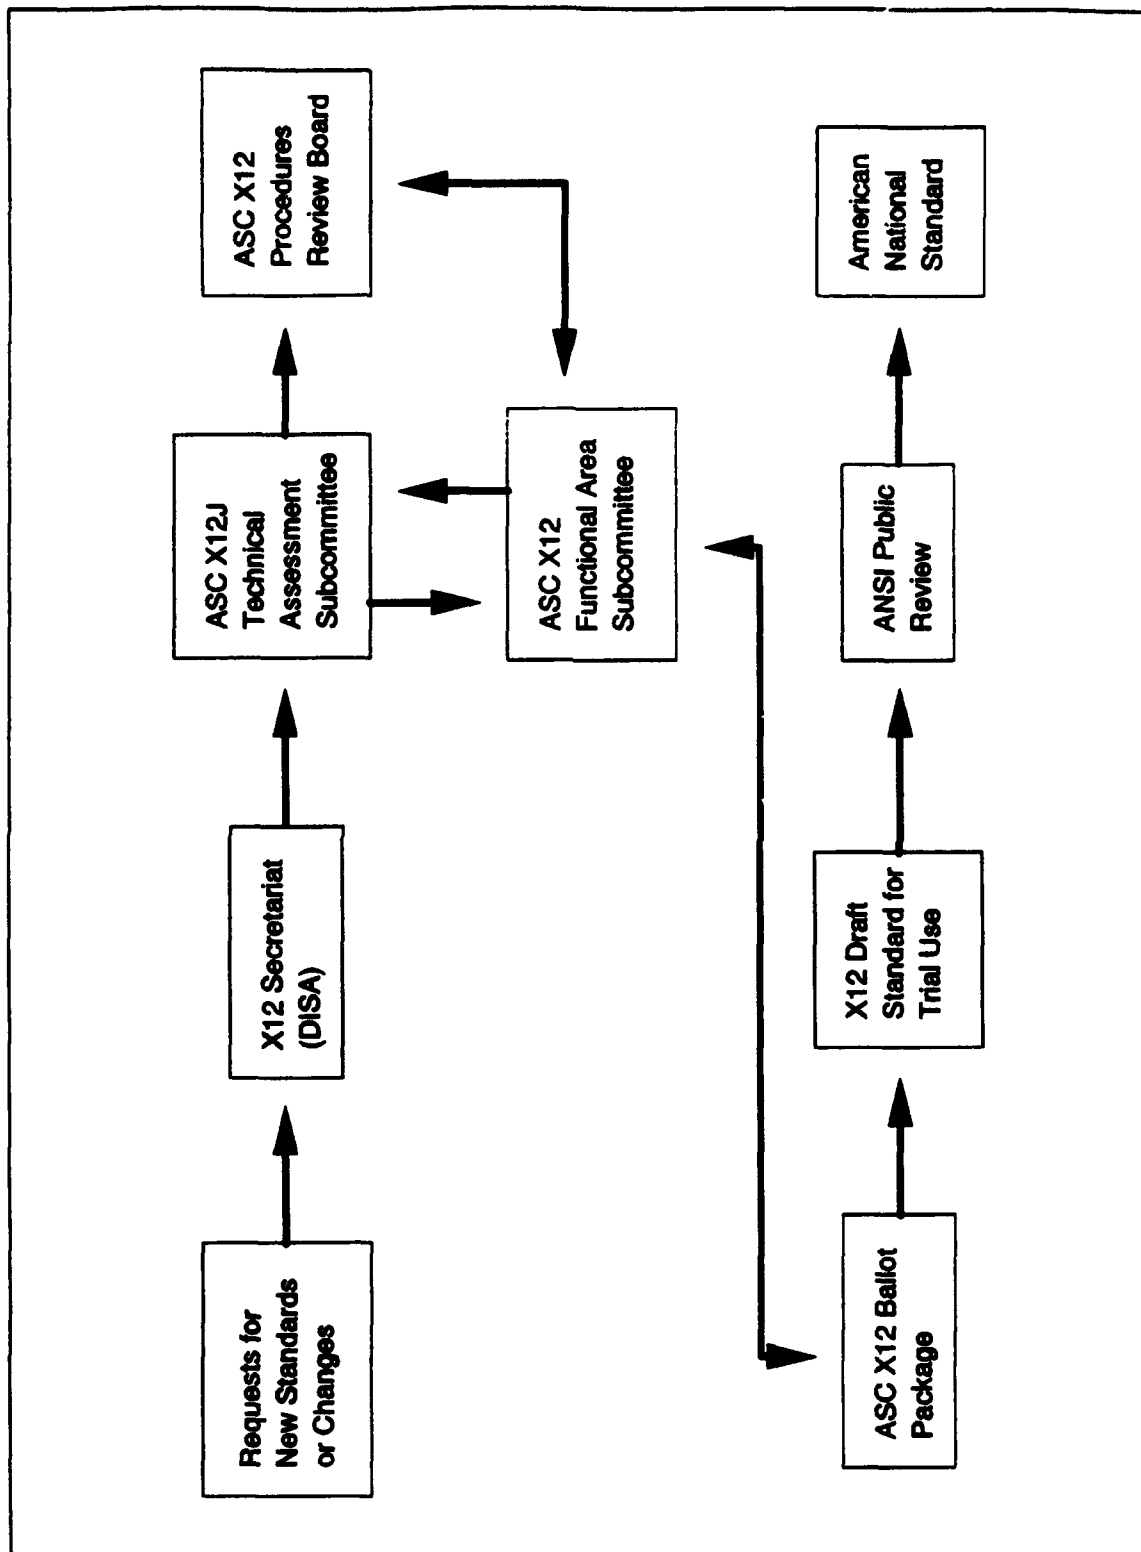 Requests for
New Standards
or Changes
X12 Secretariat
(DISA)
ASC X12J
Technical
Assessment
Subcommittee
ASC X12
Procedures
Review Board
ASC X12
Functional Area
Subcommittee
ASC X12 Ballot
Package
X12 Draft
Standard for
Trial Use
ANSI Public
Review
American
National
Standard